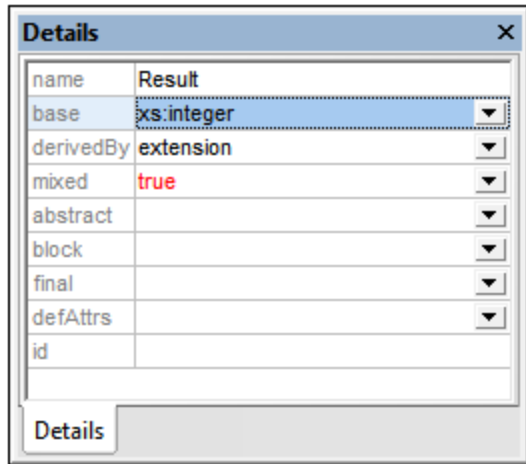 Details
name Result
base xs:integer
derivedBy extension
mixed true
abstract
block
final
defAttrs
id
Details